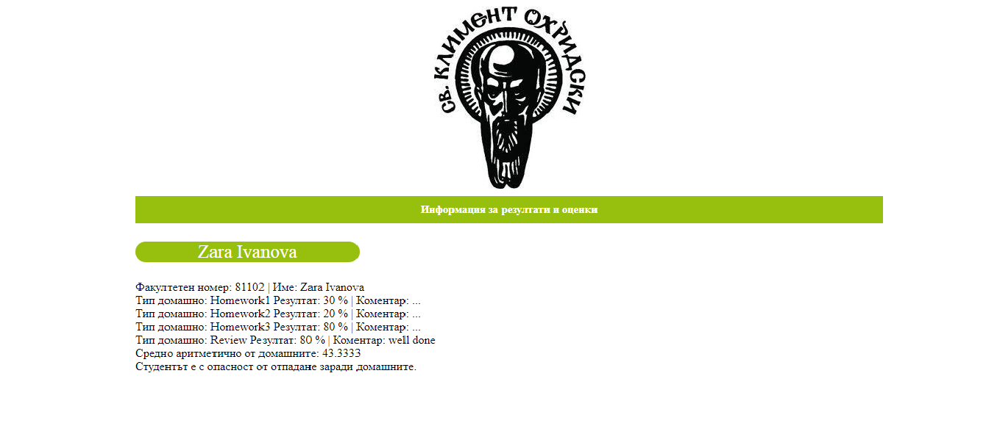 СВ. КЛИМЕНТ ОХРИДСКИ
Информация за резултати и оценки
Zara Ivanova
Факултетен номер: 81102 | Име: Zara Ivanova
Тип домашно: Homework1 Резултат: 30 % | Коментар: ...
Тип домашно: Homework2 Резултат: 20 % | Коментар: ...
Тип домашно: Homework3 Резултат: 80 % | Коментар: ...
Тип домашно: Review Резултат: 80 % | Коментар: well done
Средно аритметично от домашните: 43.3333
Студентът е с опасност от отпадане заради домашните.